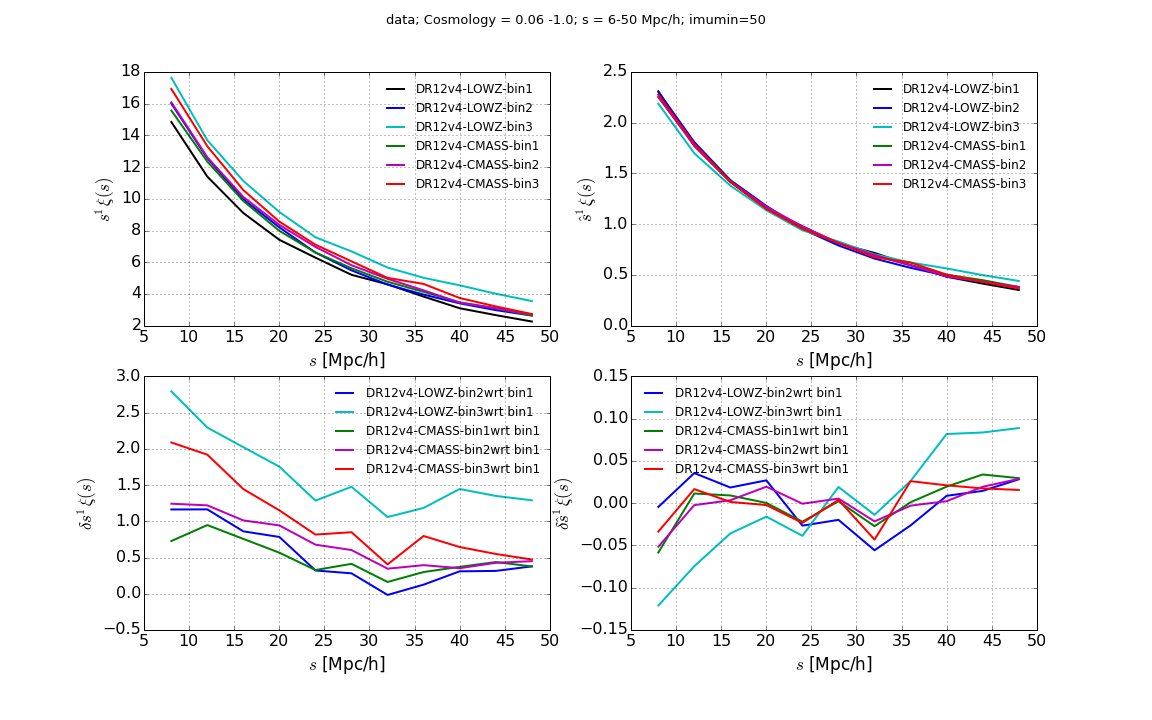 data; Cosmology = 0.06 -1.0; s = 6-50 Mpc/h; imumin=50
18
16
14
12
10
8
6
4
2
s¹ ξ(s)
DR12v4-LOWZ-bin1
DR12v4-LOWZ-bin2
DR12v4-LOWZ-bin3
DR12v4-CMASS-bin1
DR12v4-CMASS-bin2
DR12v4-CMASS-bin3
5 10 15 20 25 30 35 40 45 50
s [Mpc/h]
2.5
2.0
1.5
1.0
0.5
0.0
ŝ¹ ξ(s)
DR12v4-LOWZ-bin1
DR12v4-LOWZ-bin2
DR12v4-LOWZ-bin3
DR12v4-CMASS-bin1
DR12v4-CMASS-bin2
DR12v4-CMASS-bin3
5 10 15 20 25 30 35 40 45 50
s [Mpc/h]
3.0
2.5
2.0
1.5
1.0
0.5
0.0
−0.5
δs¹ ξ(s)
DR12v4-LOWZ-bin2wrt bin1
DR12v4-LOWZ-bin3wrt bin1
DR12v4-CMASS-bin1wrt bin1
DR12v4-CMASS-bin2wrt bin1
DR12v4-CMASS-bin3wrt bin1
5 10 15 20 25 30 35 40 45 50
s [Mpc/h]
0.15
0.10
0.05
0.00
−0.05
−0.10
−0.15
δŝ¹ ξ(s)
DR12v4-LOWZ-bin2wrt bin1
DR12v4-LOWZ-bin3wrt bin1
DR12v4-CMASS-bin1wrt bin1
DR12v4-CMASS-bin2wrt bin1
DR12v4-CMASS-bin3wrt bin1
5 10 15 20 25 30 35 40 45 50
s [Mpc/h]